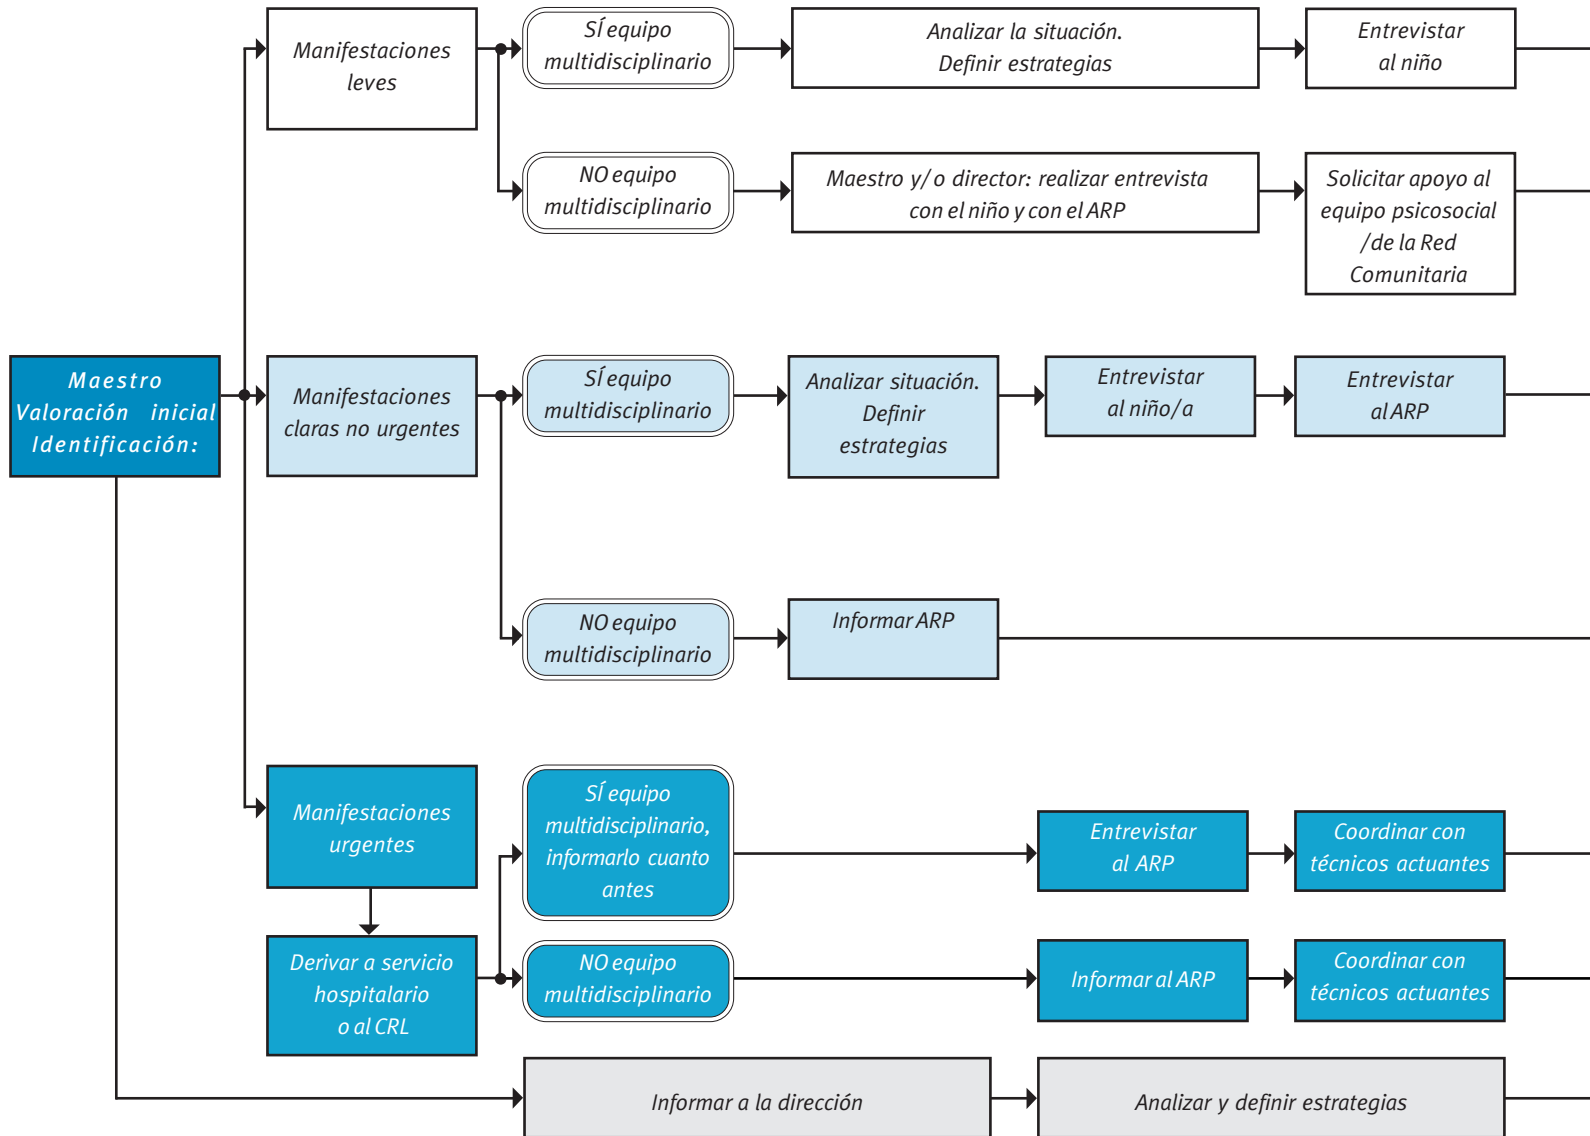 Manifestaciones
leves
SÍ equipo
multidisciplinario
Analizar la situación.
Definir estrategias
Entrevistar
al niño
NO equipo
multidisciplinario
Maestro y/o director: realizar entrevista
con el niño y con el ARP
Solicitar apoyo al
equipo psicosocial
/de la Red
Comunitaria
Maestro
Valoración inicial
Identificación:
Manifestaciones
claras no urgentes
SÍ equipo
multidisciplinario
Analizar situación.
Definir
estrategias
Entrevistar
al niño/a
Entrevistar
al ARP
NO equipo
multidisciplinario
Informar ARP
Manifestaciones
urgentes
SÍ equipo
multidisciplinario,
informarlo cuanto
antes
Entrevistar
al ARP
Coordinar con
técnicos actuantes
Derivar a servicio
hospitalario
o al CRL
NO equipo
multidisciplinario
Informar al ARP
Coordinar con
técnicos actuantes
Informar a la dirección
Analizar y definir estrategias